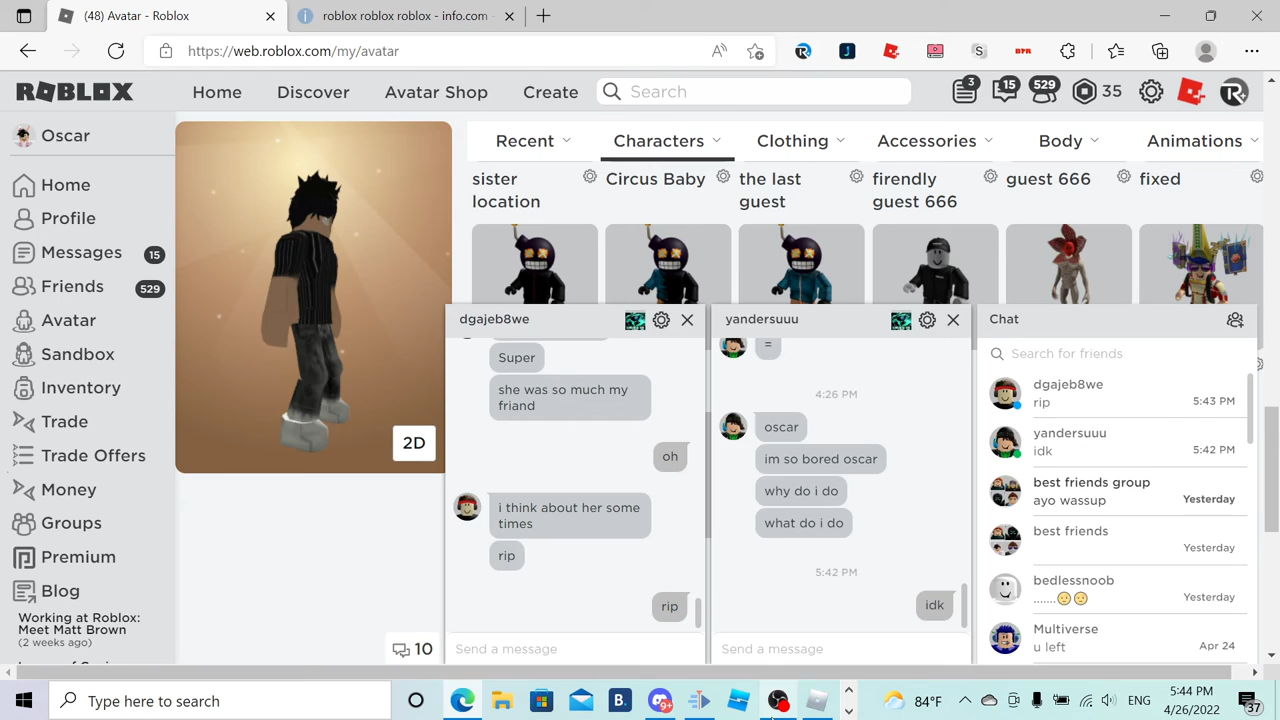 (48) Avatar - Roblox
roblox roblox roblox - info.com
https://web.roblox.com/my/avatar
ROBLOX
Home
Discover
Avatar Shop
Create
Search
3
15
529
35
Oscar
Home
Profile
Messages 15
Friends 529
Avatar
Sandbox
Inventory
Trade
Trade Offers
Money
Groups
Premium
Blog
Working at Roblox:
Meet Matt Brown
(2 weeks ago)
2D
10
Recent
Characters
Clothing
Accessories
Body
Animations
sister
location
Circus Baby
the last
guest
firendly
guest 666
guest 666
fixed
dgajeb8we
Super
she was so much my
friand
oh
i think about her some
times
rip
rip
Send a message
yandersuuu
=
4:26 PM
oscar
im so bored oscar
why do i do
what do i do
5:42 PM
idk
Send a message
Chat
Search for friends
dgajeb8we
rip 5:43 PM
yandersuuu
idk 5:42 PM
best friends group
ayo wassup Yesterday
best friends
Yesterday
bedlessnoob
.......🙁🙁 Yesterday
Multiverse
u left Apr 24
Type here to search
B.
9+
84°F
ENG
5:44 PM
4/26/2022
37